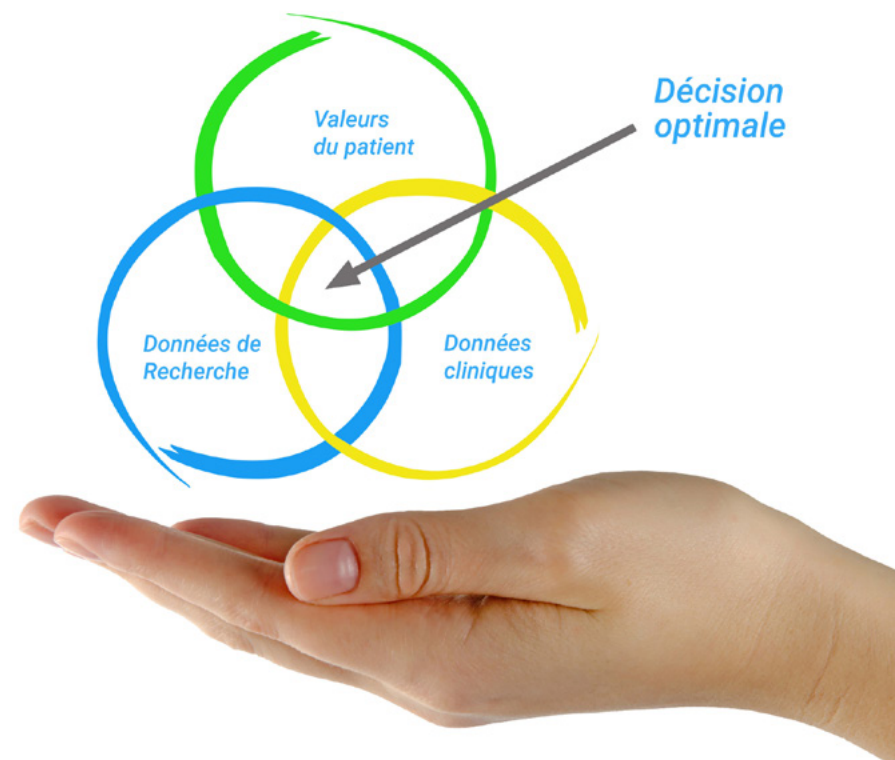 Valeurs
du patient
Décision
optimale
Données de
Recherche
Données
cliniques